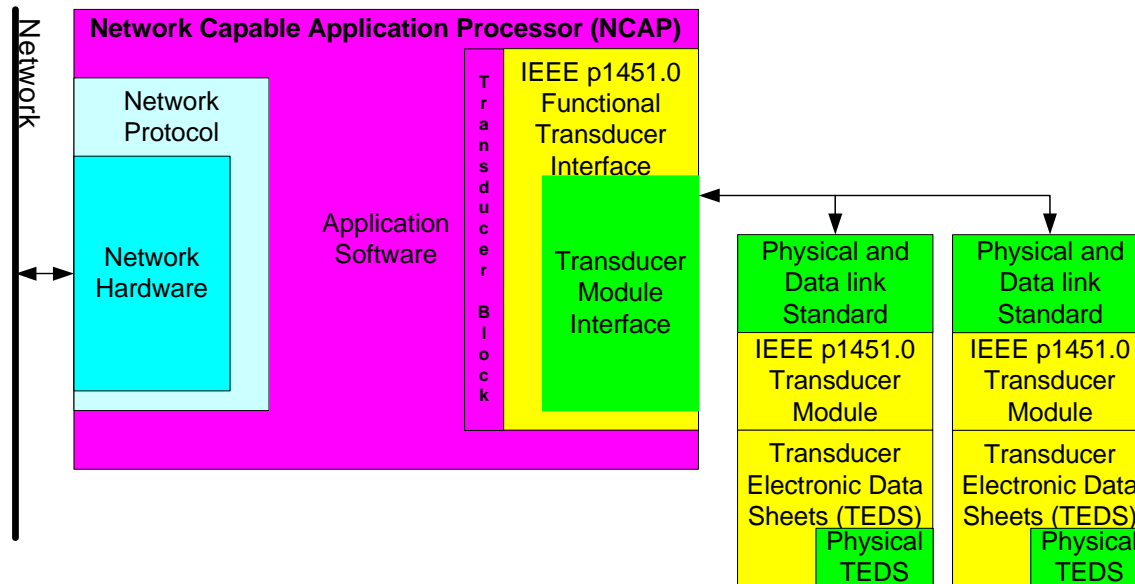 Network
Network Capable Application Processor (NCAP)
Network
Protocol
Network
Hardware
Application
Software
Transducer Block
IEEE p1451.0
Functional
Transducer
Interface
Transducer
Module
Interface
Physical and
Data link
Standard
IEEE p1451.0
Transducer
Module
Transducer
Electronic Data
Sheets (TEDS)
Physical
TEDS
Physical and
Data link
Standard
IEEE p1451.0
Transducer
Module
Transducer
Electronic Data
Sheets (TEDS)
Physical
TEDS